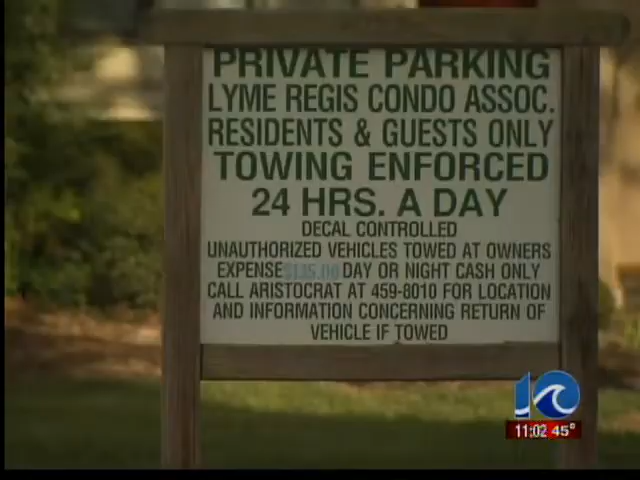 PRIVATE PARKING
LYME REGIS CONDO ASSOC.
RESIDENTS & GUESTS ONLY
TOWING ENFORCED
24 HRS. A DAY
DECAL CONTROLLED
UNAUTHORIZED VEHICLES TOWED AT OWNERS
EXPENSE $135.00 DAY OR NIGHT CASH ONLY
CALL ARISTOCRAT AT 459-8010 FOR LOCATION
AND INFORMATION CONCERNING RETURN OF
VEHICLE IF TOWED
10
11:02 45°